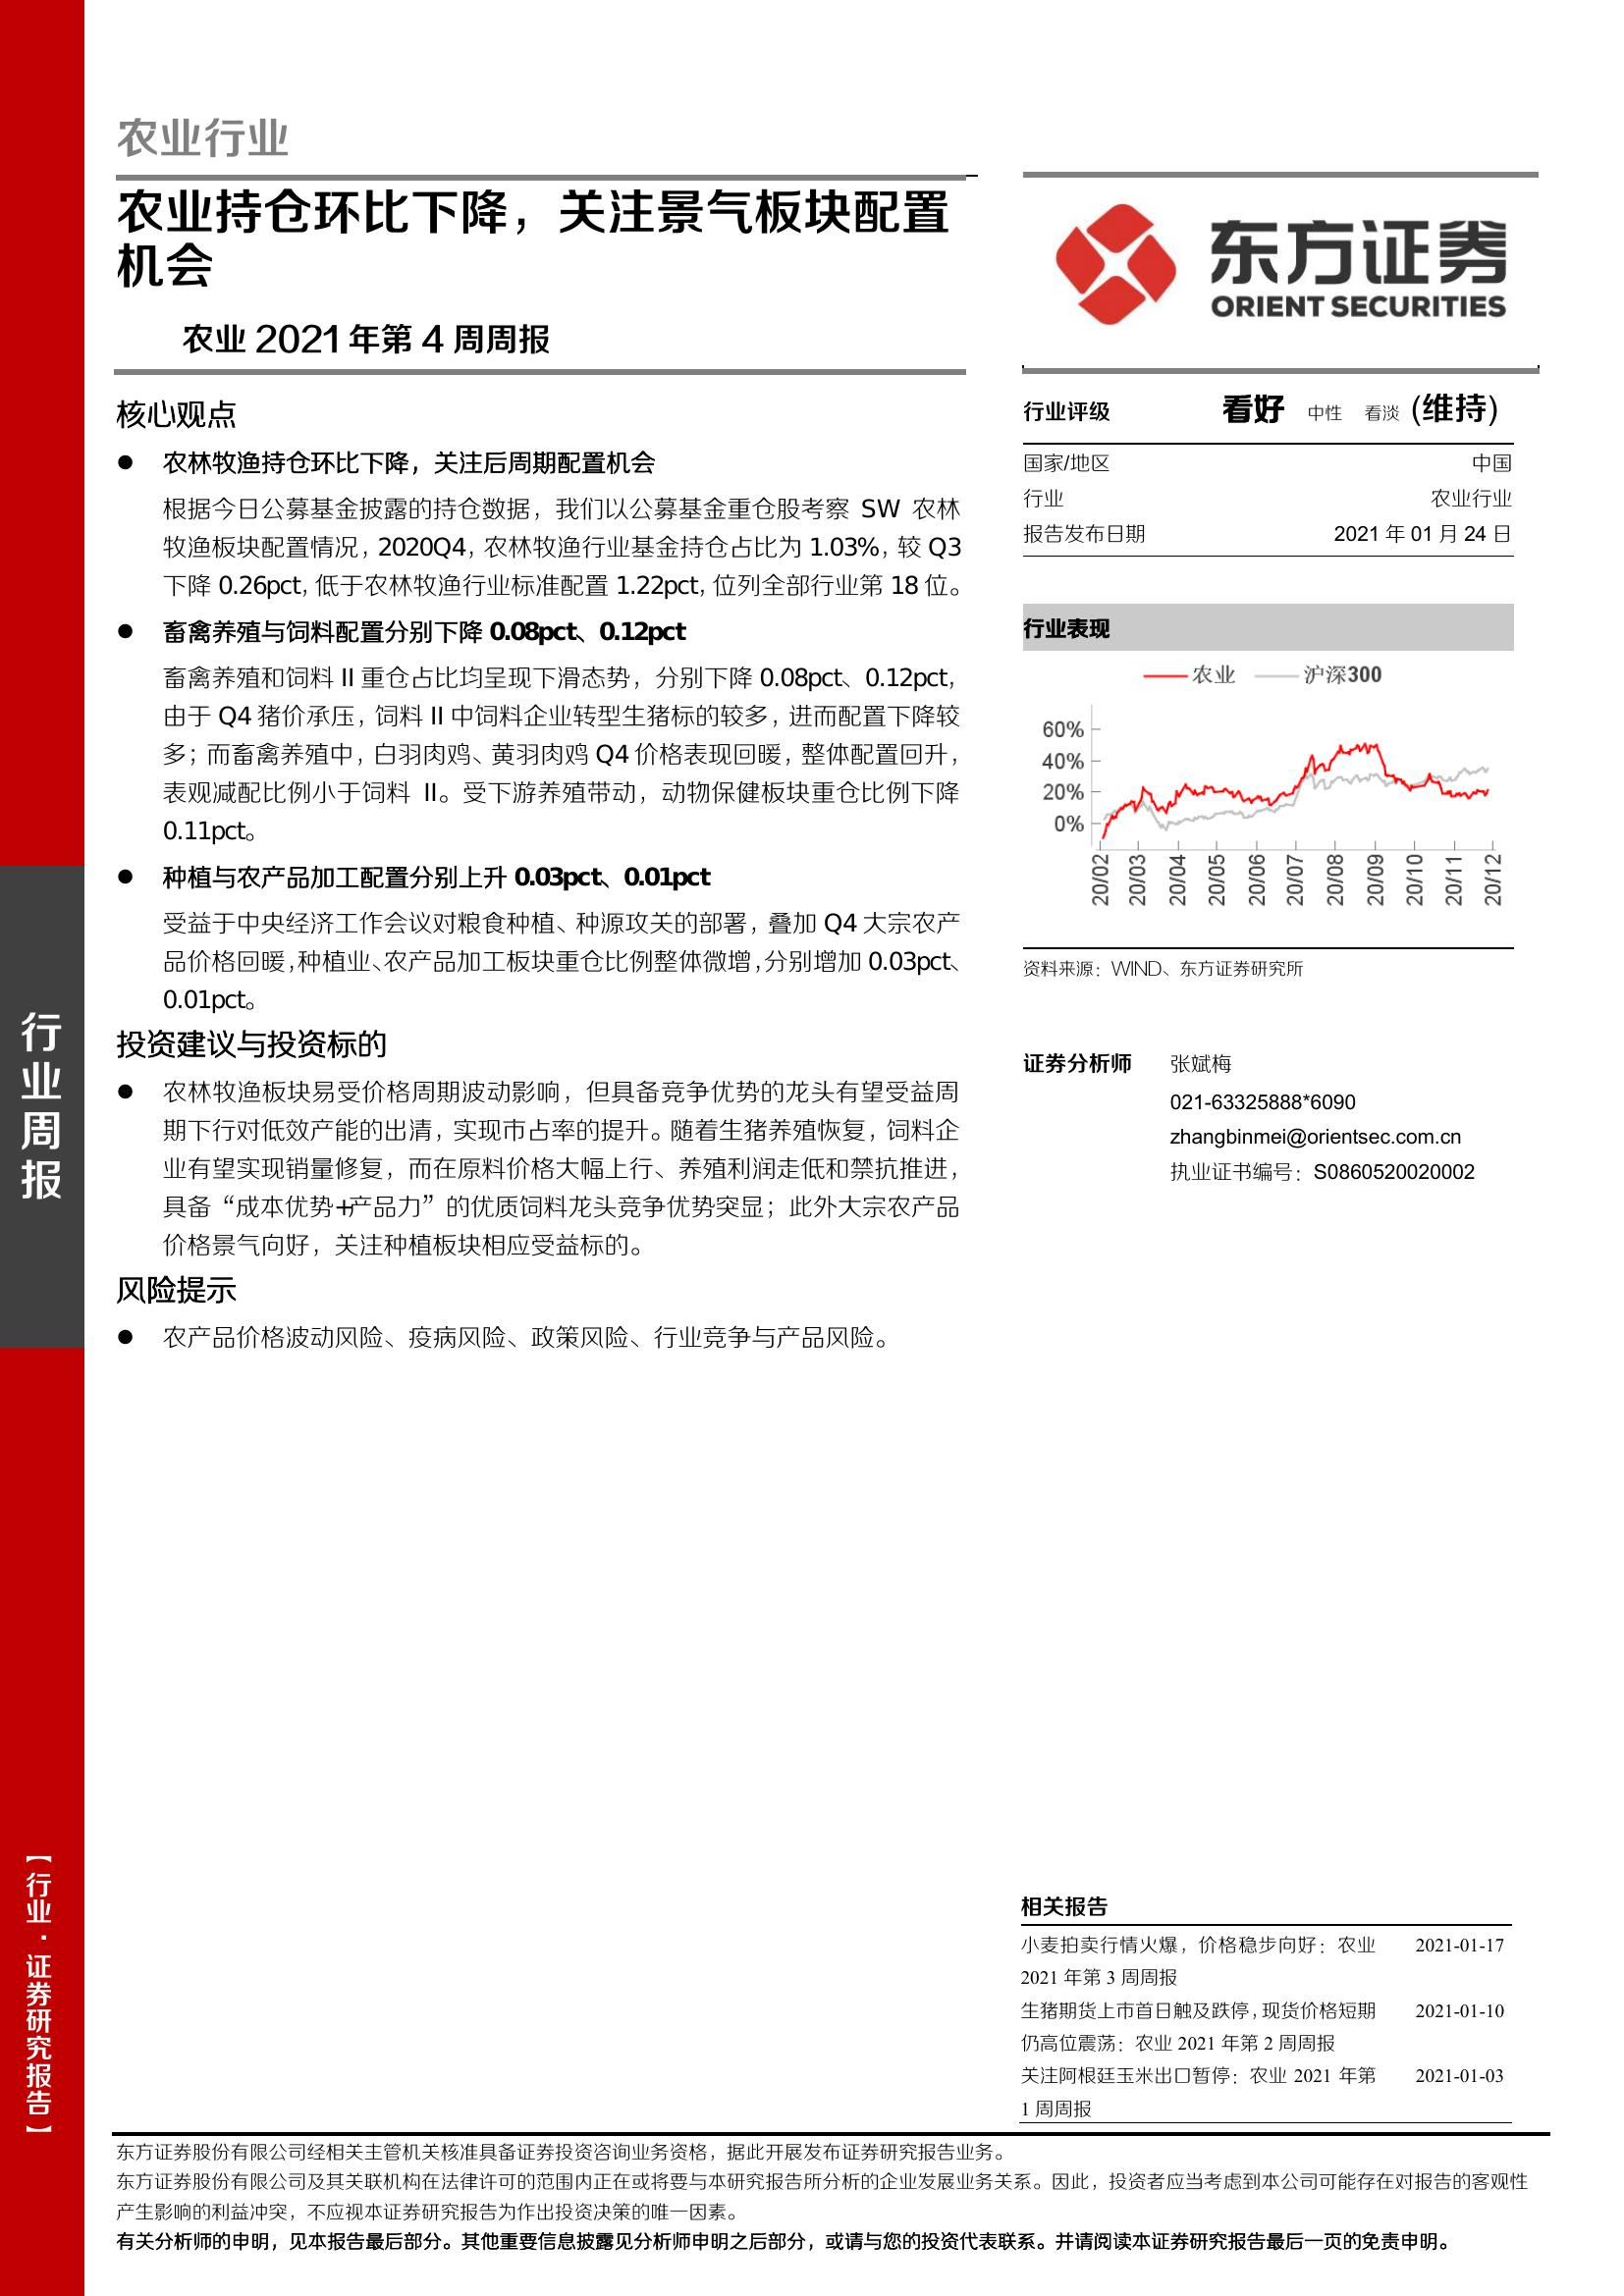 农业行业
农业持仓环比下降，关注景气板块配置
机会
农业 2021 年第 4 周周报
核心观点
● 农林牧渔持仓环比下降，关注后周期配置机会
根据今日公募基金披露的持仓数据，我们以公募基金重仓股考察 SW 农林
牧渔板块配置情况，2020Q4，农林牧渔行业基金持仓占比为 1.03%，较 Q3
下降 0.26pct，低于农林牧渔行业标准配置 1.22pct，位列全部行业第 18 位。
● 畜禽养殖与饲料配置分别下降 0.08pct、0.12pct
畜禽养殖和饲料 II 重仓占比均呈现下滑态势，分别下降 0.08pct、0.12pct，
由于 Q4 猪价承压，饲料 II 中饲料企业转型生猪标的较多，进而配置下降较
多；而畜禽养殖中，白羽肉鸡、黄羽肉鸡 Q4 价格表现回暖，整体配置回升，
表观减配比例小于饲料 II。受下游养殖带动，动物保健板块重仓比例下降
0.11pct。
● 种植与农产品加工配置分别上升 0.03pct、0.01pct
受益于中央经济工作会议对粮食种植、种源攻关的部署，叠加 Q4 大宗农产
品价格回暖，种植业、农产品加工板块重仓比例整体微增，分别增加 0.03pct、
0.01pct。
投资建议与投资标的
● 农林牧渔板块易受价格周期波动影响，但具备竞争优势的龙头有望受益周
期下行对低效产能的出清，实现市占率的提升。随着生猪养殖恢复，饲料企
业有望实现销量修复，而在原料价格大幅上行、养殖利润走低和禁抗推进，
具备“成本优势+产品力”的优质饲料龙头竞争优势突显；此外大宗农产品
价格景气向好，关注种植板块相应受益标的。
风险提示
● 农产品价格波动风险、疫病风险、政策风险、行业竞争与产品风险。
东方证券
ORIENT SECURITIES
行业评级 看好 中性 看淡 (维持)
国家/地区 中国
行业 农业行业
报告发布日期 2021 年 01 月 24 日
行业表现
农业 沪深300
60%
40%
20%
0%
20/02 20/03 20/04 20/05 20/06 20/07 20/08 20/09 20/10 20/11 20/12
资料来源：WIND、东方证券研究所
证券分析师 张斌梅
021-63325888*6090
zhangbinmei@orientsec.com.cn
执业证书编号：S0860520020002
相关报告
小麦拍卖行情火爆，价格稳步向好：农业 2021-01-17
2021 年第 3 周周报
生猪期货上市首日触及跌停，现货价格短期 2021-01-10
仍高位震荡：农业 2021 年第 2 周周报
关注阿根廷玉米出口暂停：农业 2021 年第 2021-01-03
1 周周报
行业周报
【行业·证券研究报告】
东方证券股份有限公司经相关主管机关核准具备证券投资咨询业务资格，据此开展发布证券研究报告业务。
东方证券股份有限公司及其关联机构在法律许可的范围内正在或将要与本研究报告所分析的企业发展业务关系。因此，投资者应当考虑到本公司可能存在对报告的客观性
产生影响的利益冲突，不应视本证券研究报告为作出投资决策的唯一因素。
有关分析师的申明，见本报告最后部分。其他重要信息披露见分析师申明之后部分，或请与您的投资代表联系。并请阅读本证券研究报告最后一页的免责申明。